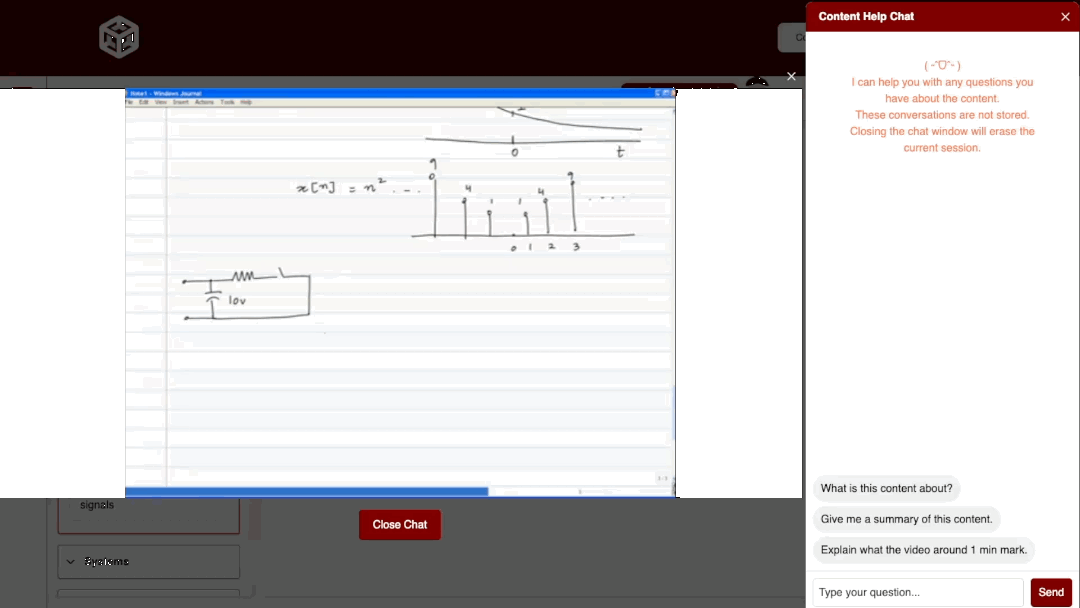 Content Help Chat
( -ᴗ- )
I can help you with any questions you
have about the content.
These conversations are not stored.
Closing the chat window will erase the
current session.
Note1 - Windows Journal
File Edit View Insert Actions Tools Help
0 t
x[n] = n² . - . .
9 4 1 1 4 9 . . . .
0 1 2 3
10v
1/1
signals
Systems
Close Chat
What is this content about?
Give me a summary of this content.
Explain what the video around 1 min mark.
Type your question...
Send